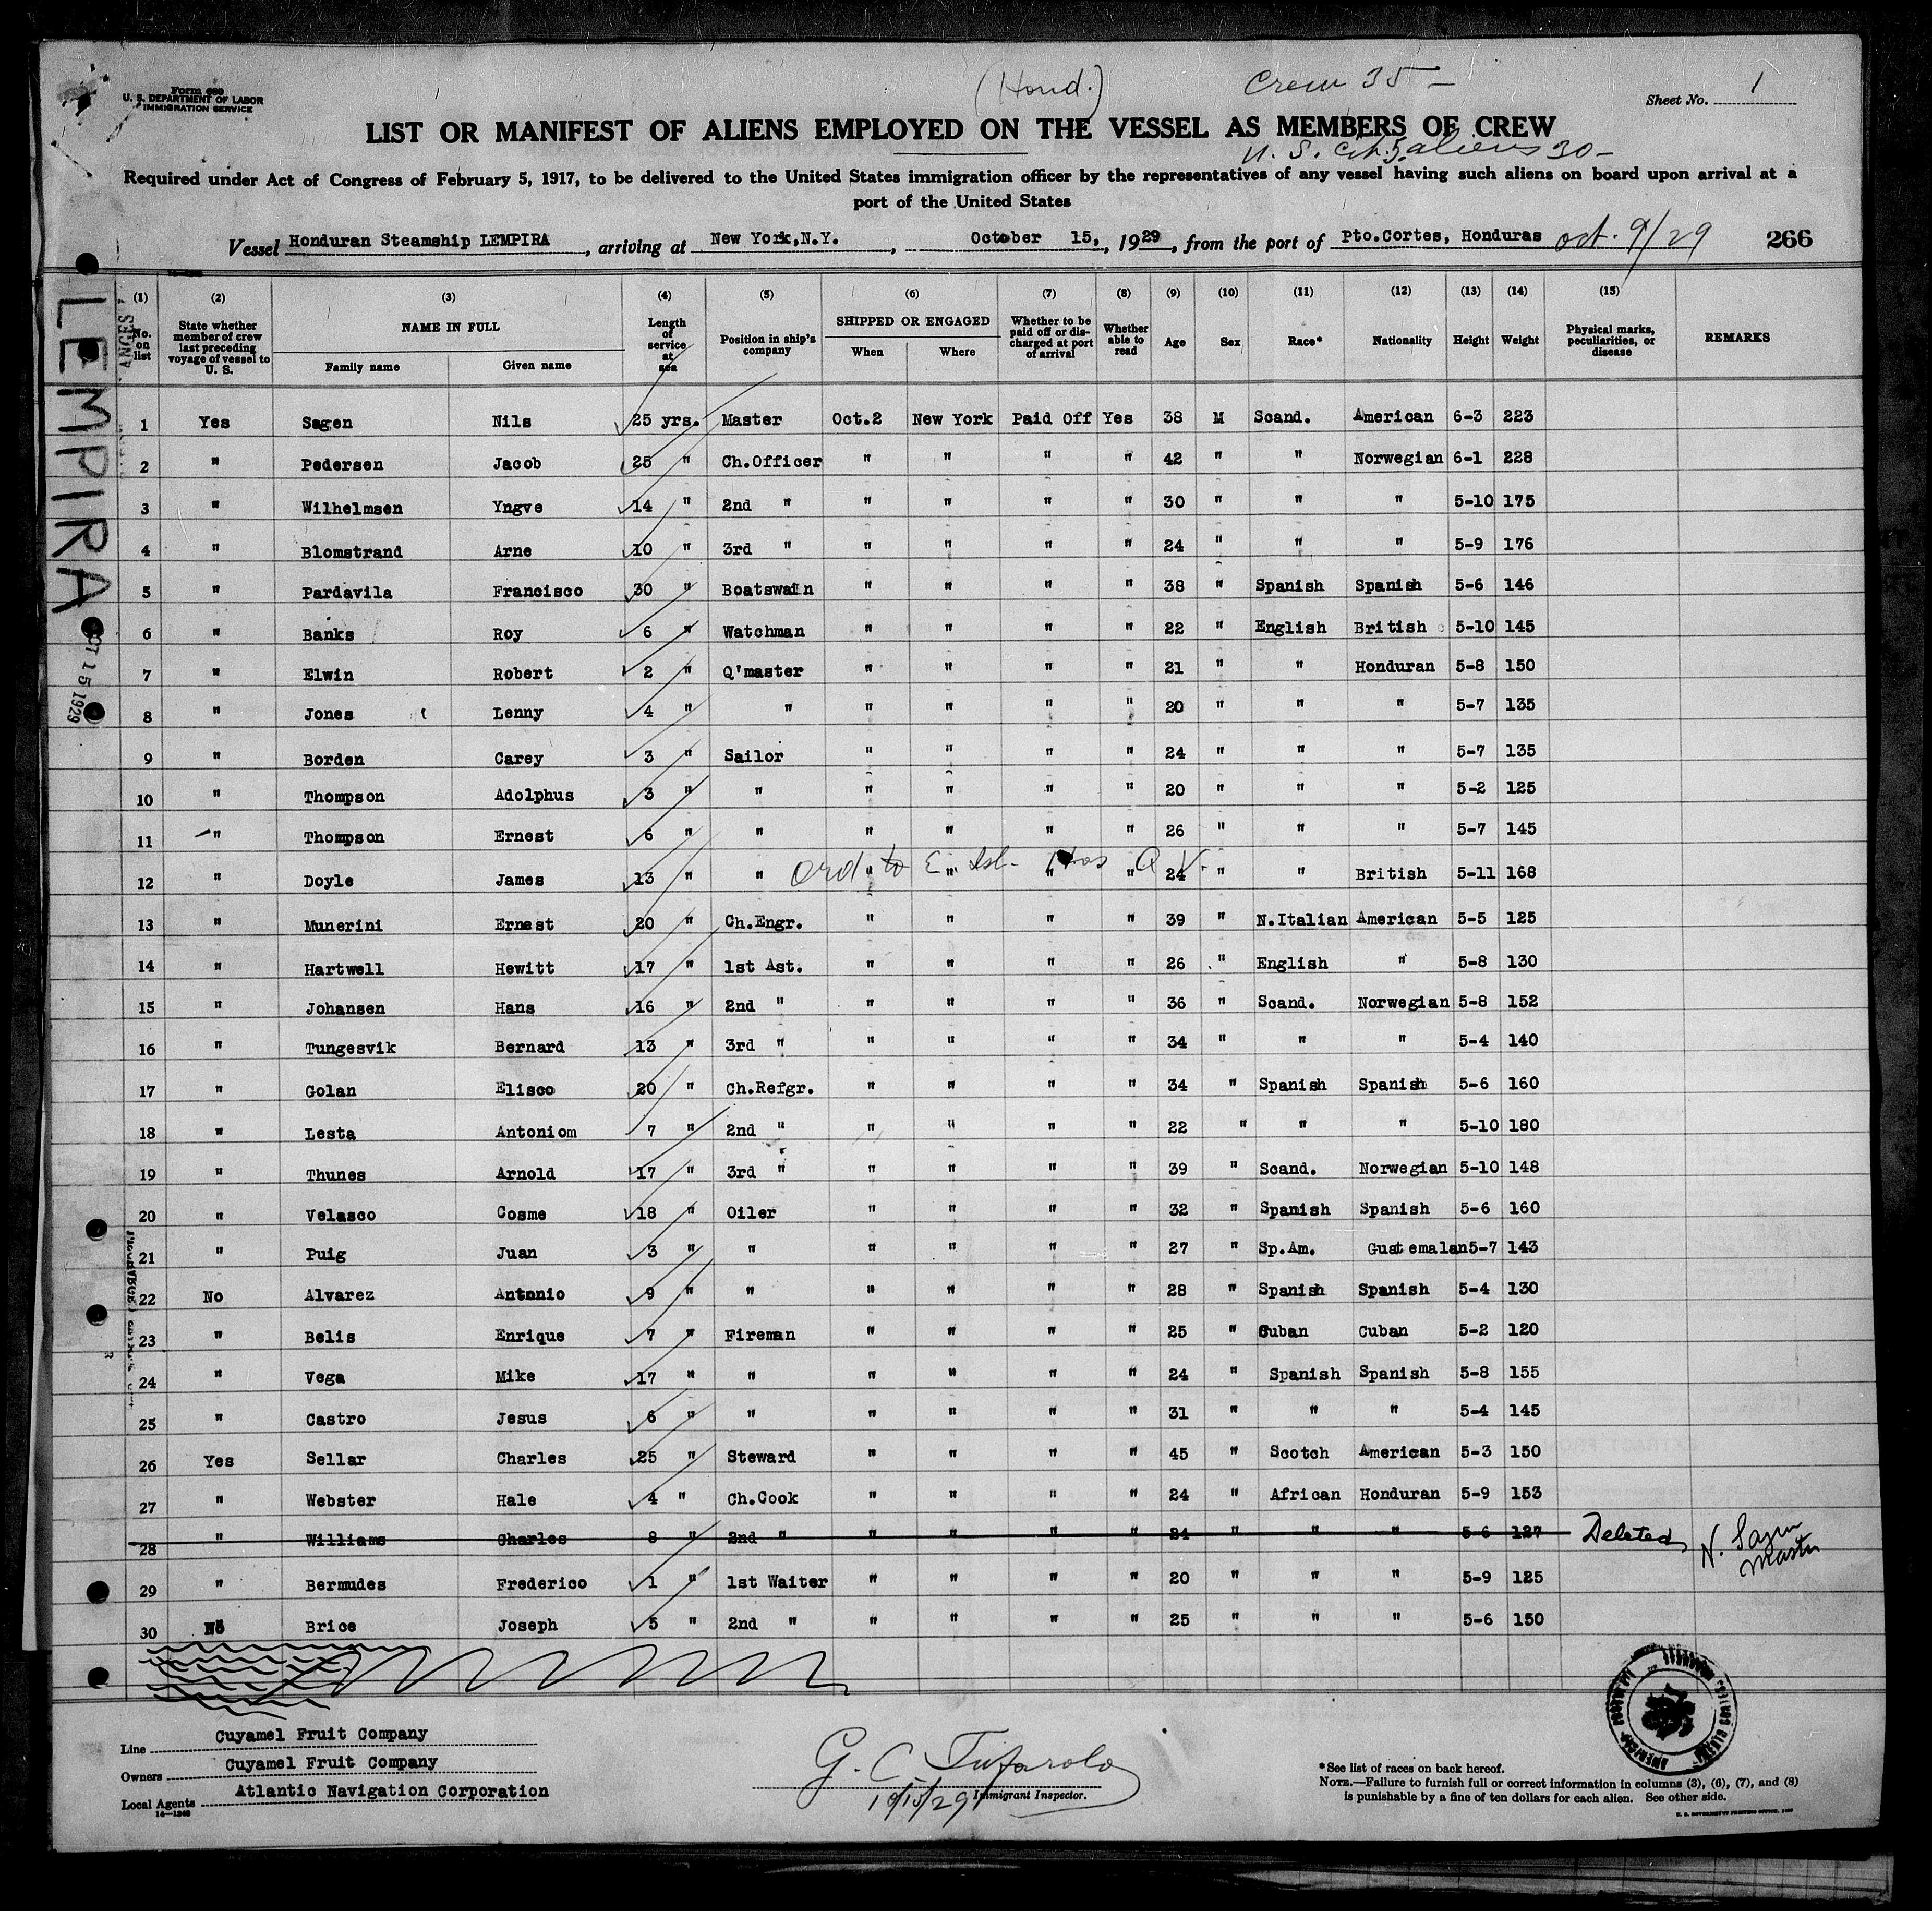 Form 680
U. S. DEPARTMENT OF LABOR
IMMIGRATION SERVICE
(Hond.)
Crew 35 -
Sheet No. 1
LIST OR MANIFEST OF ALIENS EMPLOYED ON THE VESSEL AS MEMBERS OF CREW
U. S. cit. 5, aliens 30 -
Required under Act of Congress of February 5, 1917, to be delivered to the United States immigration officer by the representatives of any vessel having such aliens on board upon arrival at a
port of the United States
Vessel Honduran Steamship LEMPIRA, arriving at New York, N.Y., October 15, 1929, from the port of Pto.Cortes, Honduras Oct. 9/29 266
LEMPIRA
OCT 15 1929
(1) (2) (3) (4) (5) (6) (7) (8) (9) (10) (11) (12) (13) (14) (15)
No. on list State whether member of crew last preceding voyage of vessel to U. S. NAME IN FULL Family name Given name Length of service at sea Position in ship's company SHIPPED OR ENGAGED When Where Whether to be paid off or discharged at port of arrival Whether able to read Age Sex Race* Nationality Height Weight Physical marks, peculiarities, or disease REMARKS
1 Yes Sagen Nils 25 yrs. Master Oct.2 New York Paid Off Yes 38 M Scand. American 6-3 223
2 " Pedersen Jacob 25 " Ch.Officer " " " " 42 " " Norwegian 6-1 228
3 " Wilhelmsen Yngve 14 " 2nd " " " " " 30 " " " 5-10 175
4 " Blomstrand Arne 10 " 3rd " " " " " 24 " " " 5-9 176
5 " Pardavila Francisco 30 " Boatswain " " " " 38 " Spanish Spanish 5-6 146
6 " Banks Roy 6 " Watchman " " " " 22 " English British 5-10 145
7 " Elwin Robert 2 " Q'master " " " " 21 " " Honduran 5-8 150
8 " Jones Lenny 4 " " " " " " 20 " " " 5-7 135
9 " Borden Carey 3 " Sailor " " " " 24 " " " 5-7 135
10 " Thompson Adolphus 3 " " " " " " 20 " " " 5-2 125
11 " Thompson Ernest 6 " " " " " " 26 " " " 5-7 145
12 " Doyle James 13 " " " " " " 24 " " British 5-11 168
Ord to E. Isl. Has
13 " Munerini Ernest 20 " Ch.Engr. " " " " 39 " N.Italian American 5-5 125
14 " Hartwell Hewitt 17 " 1st Ast. " " " " 26 " English " 5-8 130
15 " Johansen Hans 16 " 2nd " " " " " 36 " Scand. Norwegian 5-8 152
16 " Tungesvik Bernard 13 " 3rd " " " " " 34 " " " 5-4 140
17 " Golan Elisco 20 " Ch.Refgr. " " " " 34 " Spanish Spanish 5-6 160
18 " Lesta Antoniom 7 " 2nd " " " " " 22 " " " 5-10 180
19 " Thunes Arnold 17 " 3rd " " " " " 39 " Scand. Norwegian 5-10 148
20 " Velasco Cosme 18 " Oiler " " " " 32 " Spanish Spanish 5-6 160
21 " Puig Juan 3 " " " " " " 27 " Sp.Am. Guatemalan 5-7 143
22 No Alvarez Antonio 9 " " " " " " 28 " Spanish Spanish 5-4 130
23 " Belis Enrique 7 " Fireman " " " " 25 " Cuban Cuban 5-2 120
24 " Vega Mike 17 " " " " " " 24 " Spanish Spanish 5-8 155
25 " Castro Jesus 6 " " " " " " 31 " " " 5-4 145
26 Yes Sellar Charles 25 " Steward " " " " 45 " Scotch American 5-3 150
27 " Webster Hale 4 " Ch.Cook " " " " 24 " African Honduran 5-9 153
28 " Williams Charles 8 " 2nd " " " " " 24 " " " 5-6 127 Deleted N. Sagen Master
29 " Bermudes Frederico 1 " 1st Waiter " " " " 20 " " " 5-9 125
30 No Brice Joseph 5 " 2nd " " " " " 25 " " " 5-6 150
Line Cuyamel Fruit Company
Owners Cuyamel Fruit Company
Local Agents Atlantic Navigation Corporation
14-1240
G. C. Tufarolo
10/15/29 Immigrant Inspector.
*See list of races on back hereof.
NOTE.—Failure to furnish full or correct information in columns (3), (6), (7), and (8)
is punishable by a fine of ten dollars for each alien. See other side.
U. S. GOVERNMENT PRINTING OFFICE